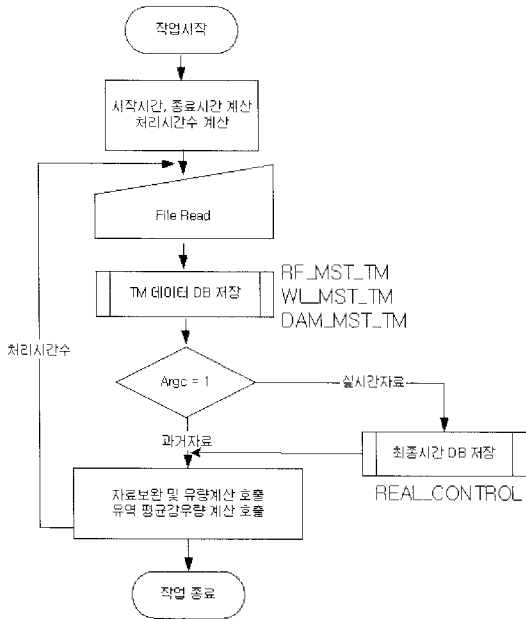 작업시작
시작시간, 종료시간 계산
처리시간수 계산
File Read
TM 데이터 DB 저장
RF_MST_TM
WL_MST_TM
DAM_MST_TM
처리시간수
Argc = 1
실시간자료
과거자료
최종시간 DB 저장
REAL_CONTROL
자료보완 및 유량계산 호출
유역 평균강우량 계산 호출
작업 종료